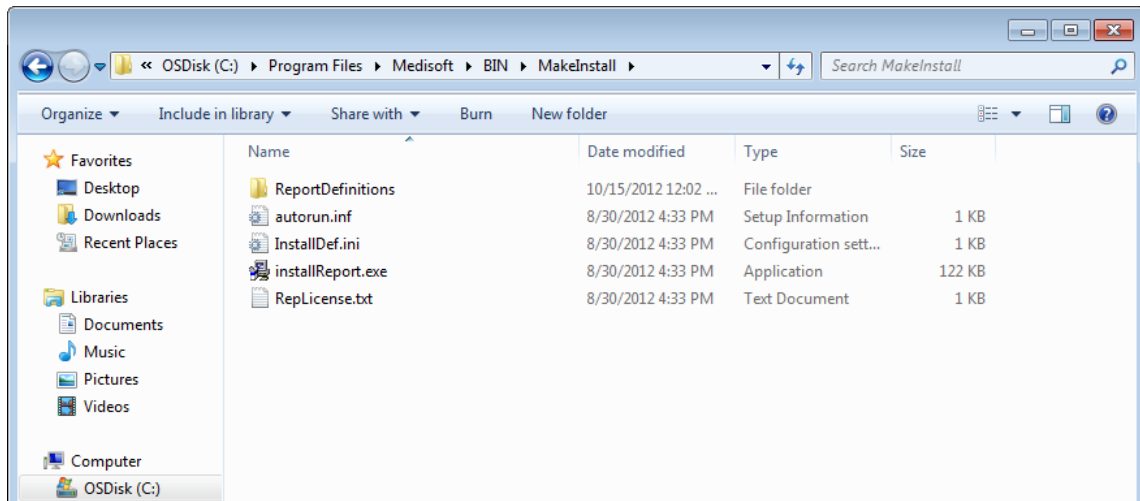 « OSDisk (C:) Program Files Medisoft BIN MakeInstall Search MakeInstall
Organize Include in library Share with Burn New folder
Favorites
Desktop
Downloads
Recent Places
Libraries
Documents
Music
Pictures
Videos
Computer
OSDisk (C:)
Name Date modified Type Size
ReportDefinitions 10/15/2012 12:02 ... File folder
autorun.inf 8/30/2012 4:33 PM Setup Information 1 KB
InstallDef.ini 8/30/2012 4:33 PM Configuration sett... 1 KB
installReport.exe 8/30/2012 4:33 PM Application 122 KB
RepLicense.txt 8/30/2012 4:33 PM Text Document 1 KB